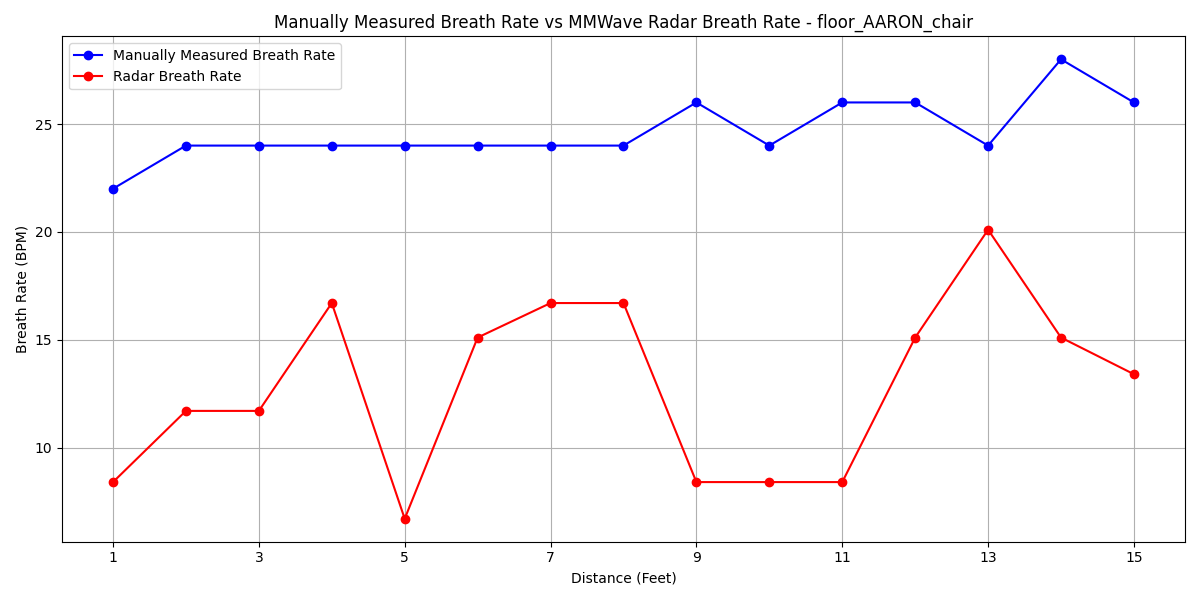 Manually Measured Breath Rate vs MMWave Radar Breath Rate - floor_AARON_chair
Manually Measured Breath Rate
Radar Breath Rate
Breath Rate (BPM)
25
20
15
10
1 3 5 7 9 11 13 15
Distance (Feet)